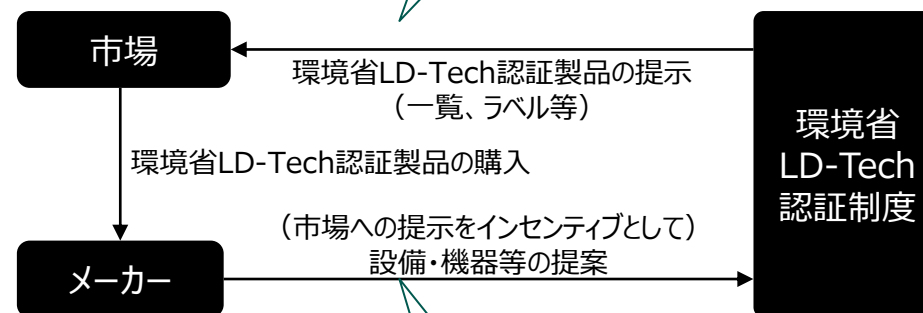 市場
環境省LD-Tech認証製品の提示
（一覧、ラベル等）
環境省LD-Tech認証製品の購入
環境省
LD-Tech
認証制度
（市場への提示をインセンティブとして）
設備・機器等の提案
メーカー